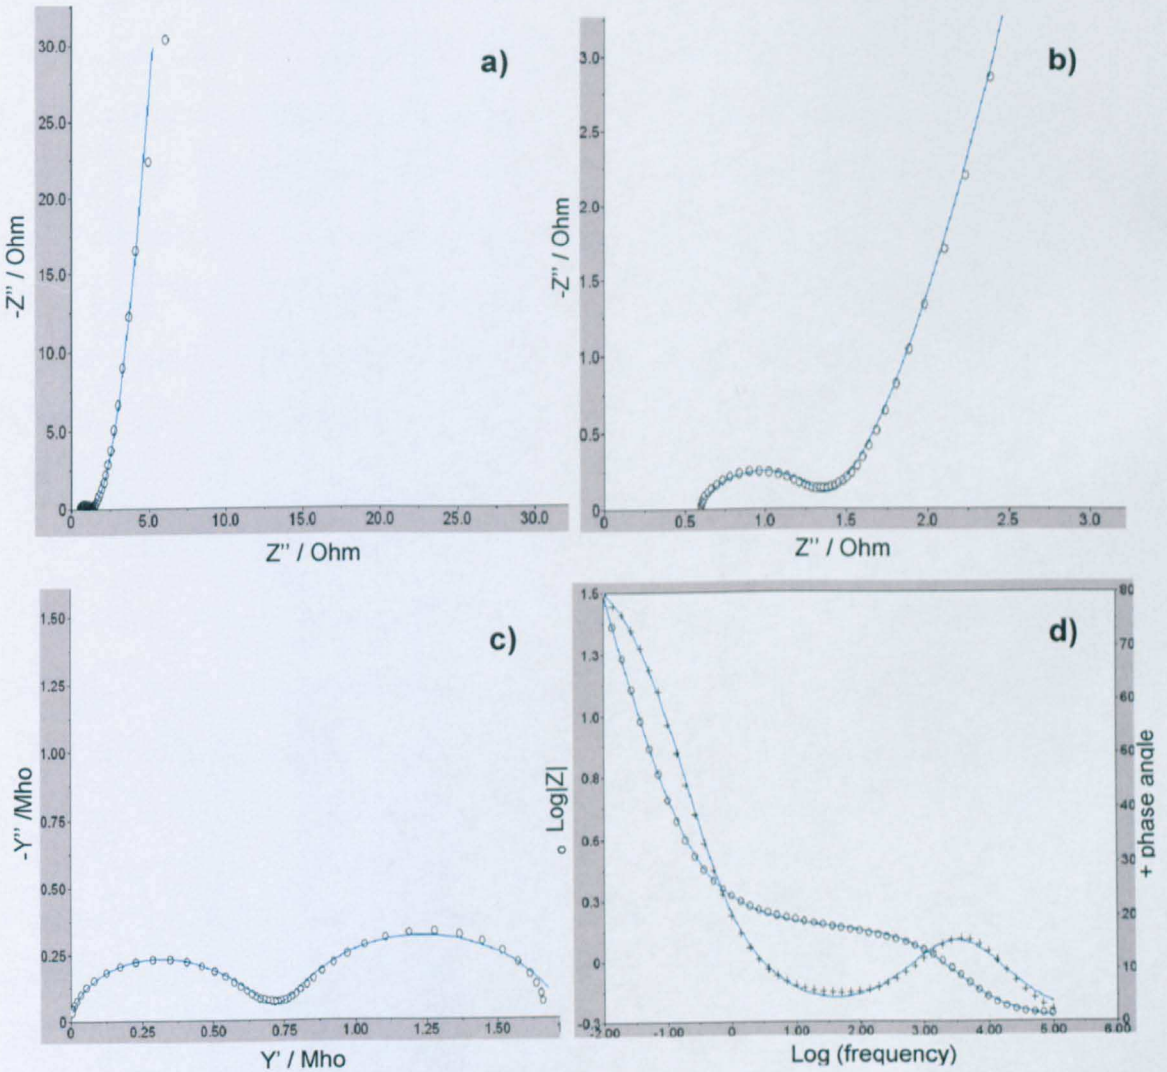 a)
30.0
25.0
20.0
15.0
10.0
5.0
0
-Z'' / Ohm
0 5.0 10.0 15.0 20.0 25.0 30.0
Z'' / Ohm
b)
3.0
2.5
2.0
1.5
1.0
0.5
0
-Z'' / Ohm
0 0.5 1.0 1.5 2.0 2.5 3.0
Z'' / Ohm
c)
1.50
1.25
1.00
0.75
0.50
0.25
0
-Y'' /Mho
0 0.25 0.50 0.75 1.00 1.25 1.50
Y' / Mho
d)
1.6
1.3
1.0
0.8
0.6
0.3
0
-0.3
o Log|Z|
80
70
60
50
40
30
20
10
0
+ phase angle
-2.00 -1.00 0 1.00 2.00 3.00 4.00 5.00 6.00
Log (frequency)